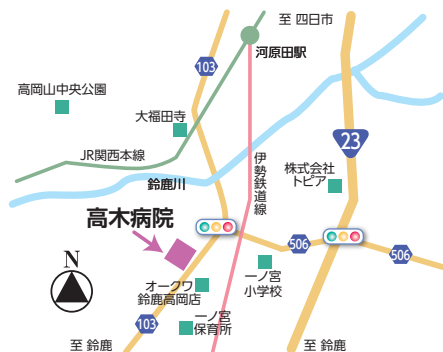 至 四日市
河原田駅
103
高岡山中央公園
大福田寺
23
JR関西本線
伊勢鉄道線
株式会社
トピア
鈴鹿川
高木病院
506
506
N
一ノ宮
小学校
オークワ
鈴鹿高岡店
103
一ノ宮
保育所
至 鈴鹿
至 鈴鹿